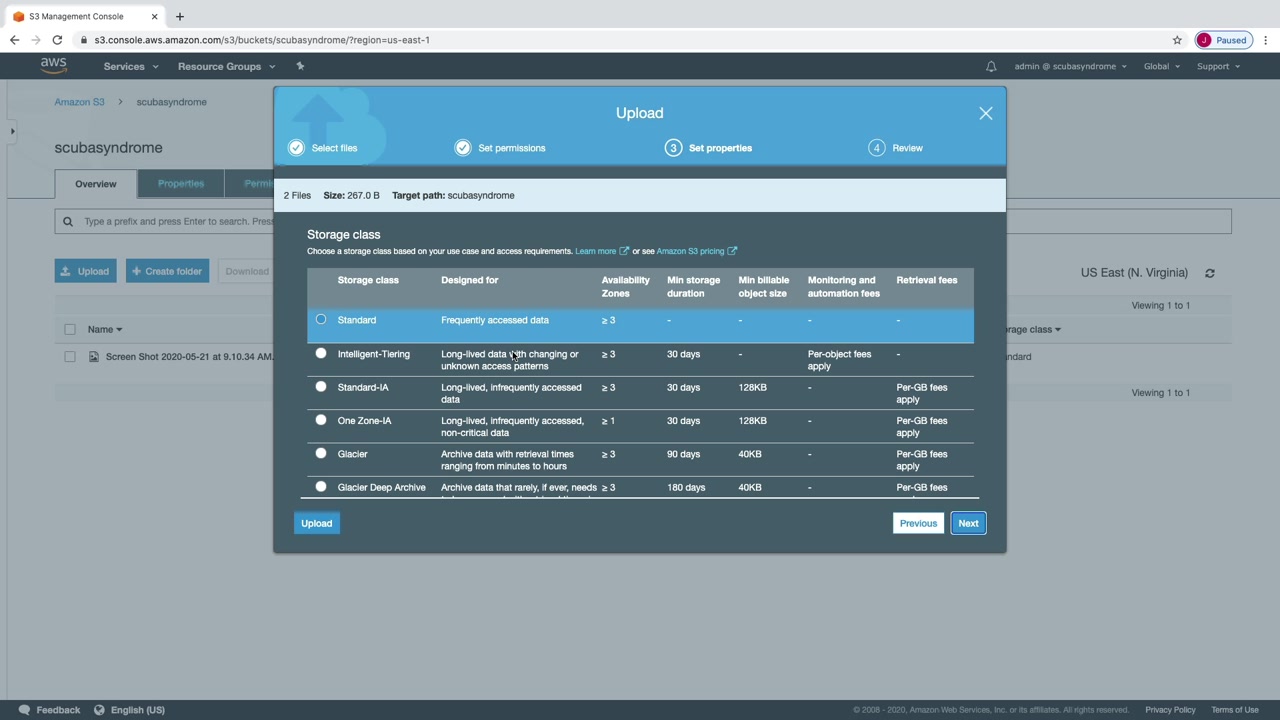 S3 Management Console
s3.console.aws.amazon.com/s3/buckets/scubasyndrome/?region=us-east-1
J Paused
aws Services Resource Groups admin @ scubasyndrome Global Support
Amazon S3 > scubasyndrome
scubasyndrome
Overview Properties
Type a prefix and press Enter to search.
Upload + Create folder Download
US East (N. Virginia)
Viewing 1 to 1
Name
Screen Shot 2020-05-21 at 9.10.34 AM.
Viewing 1 to 1
Upload
Select files Set permissions 3 Set properties 4 Review
2 Files Size: 267.0 B Target path: scubasyndrome
Storage class
Choose a storage class based on your use case and access requirements. Learn more or see Amazon S3 pricing
Storage class Designed for Availability Zones Min storage duration Min billable object size Monitoring and automation fees Retrieval fees
Standard Frequently accessed data ≥ 3 - - - -
Intelligent-Tiering Long-lived data with changing or unknown access patterns ≥ 3 30 days - Per-object fees apply -
Standard-IA Long-lived, infrequently accessed data ≥ 3 30 days 128KB - Per-GB fees apply
One Zone-IA Long-lived, infrequently accessed, non-critical data ≥ 1 30 days 128KB - Per-GB fees apply
Glacier Archive data with retrieval times ranging from minutes to hours ≥ 3 90 days 40KB - Per-GB fees apply
Glacier Deep Archive Archive data that rarely, if ever, needs ≥ 3 180 days 40KB - Per-GB fees
Upload Previous Next
Feedback English (US) © 2008 - 2020, Amazon Web Services, Inc. or its affiliates. All rights reserved. Privacy Policy Terms of Use